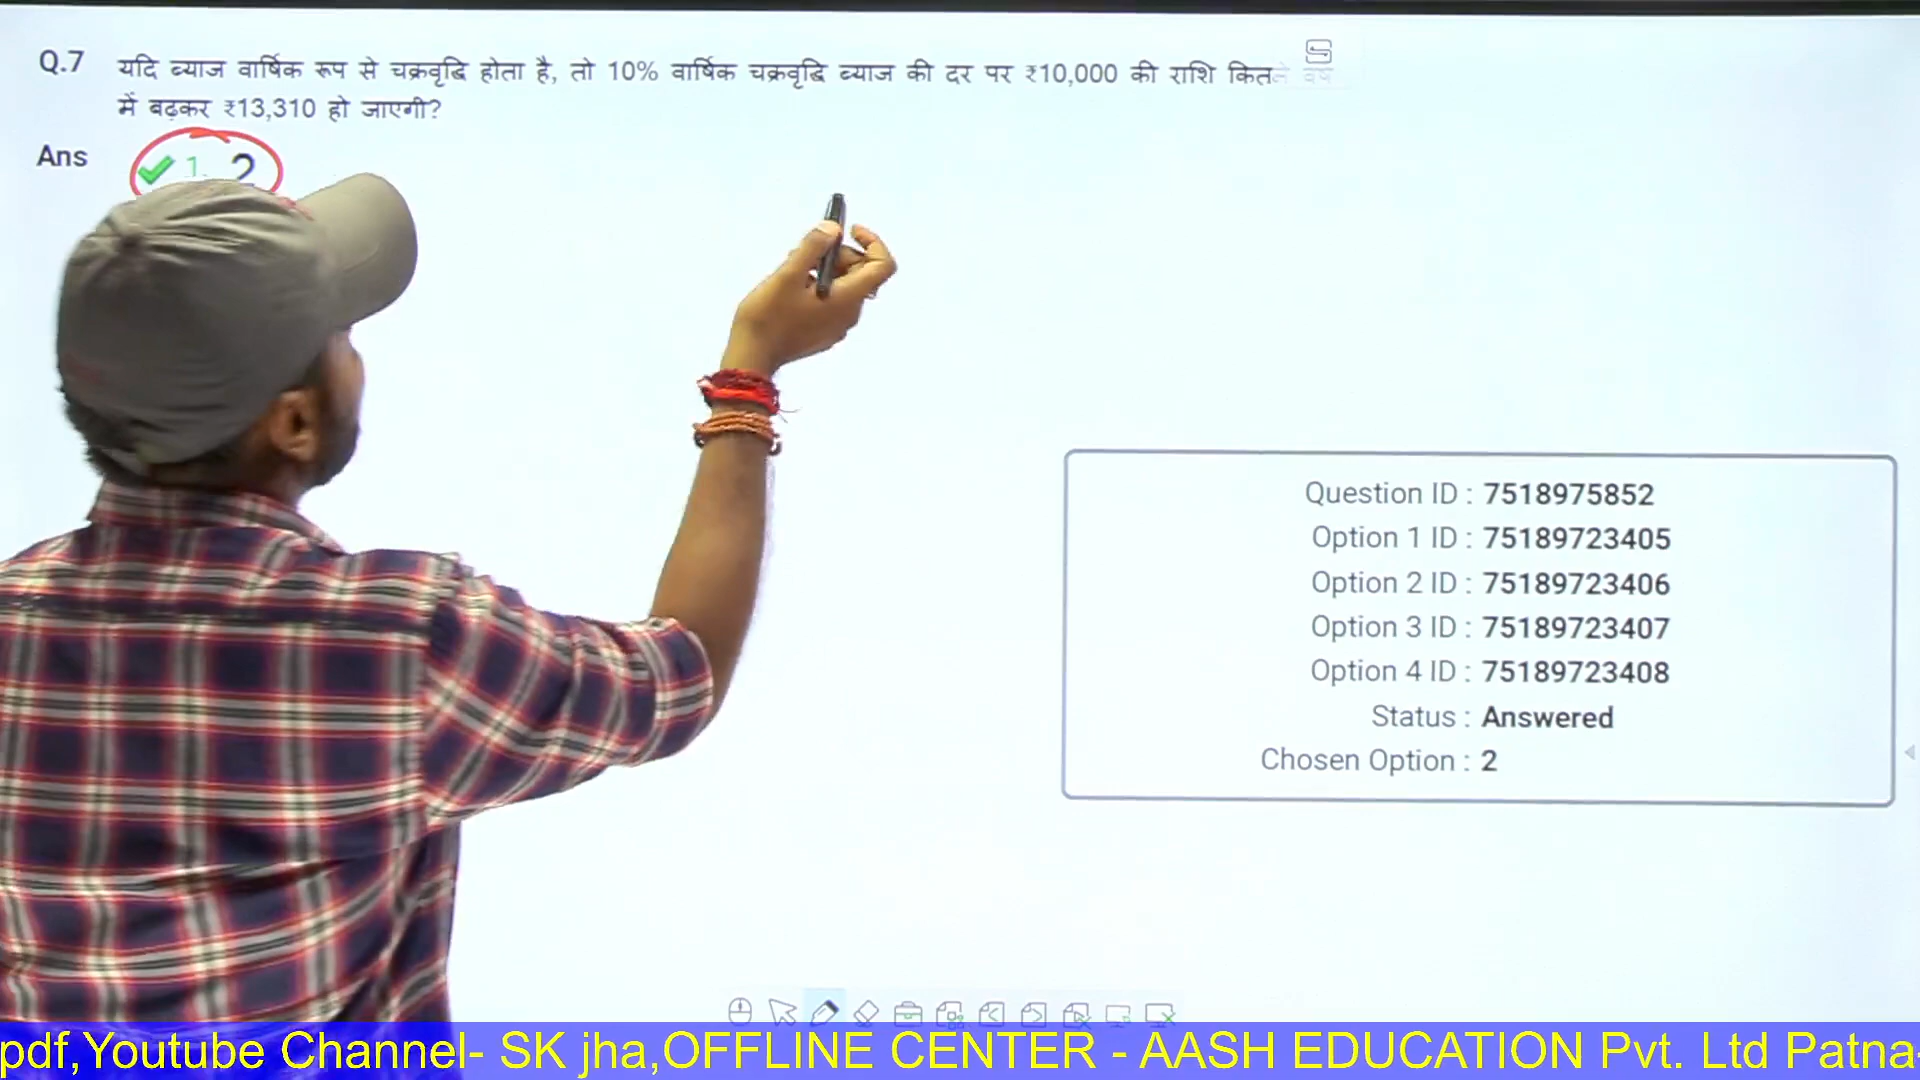 Q.7 यदि ब्याज वार्षिक रूप से चक्रवृद्धि होता है, तो 10% वार्षिक चक्रवृद्धि ब्याज की दर पर ₹10,000 की राशि कितने वर्ष
में बढ़कर ₹13,310 हो जाएगी?
Ans 1.
Question ID : 7518975852
Option 1 ID : 75189723405
Option 2 ID : 75189723406
Option 3 ID : 75189723407
Option 4 ID : 75189723408
Status : Answered
Chosen Option : 2
pdf,Youtube Channel- SK jha,OFFLINE CENTER - AASH EDUCATION Pvt. Ltd Patna-